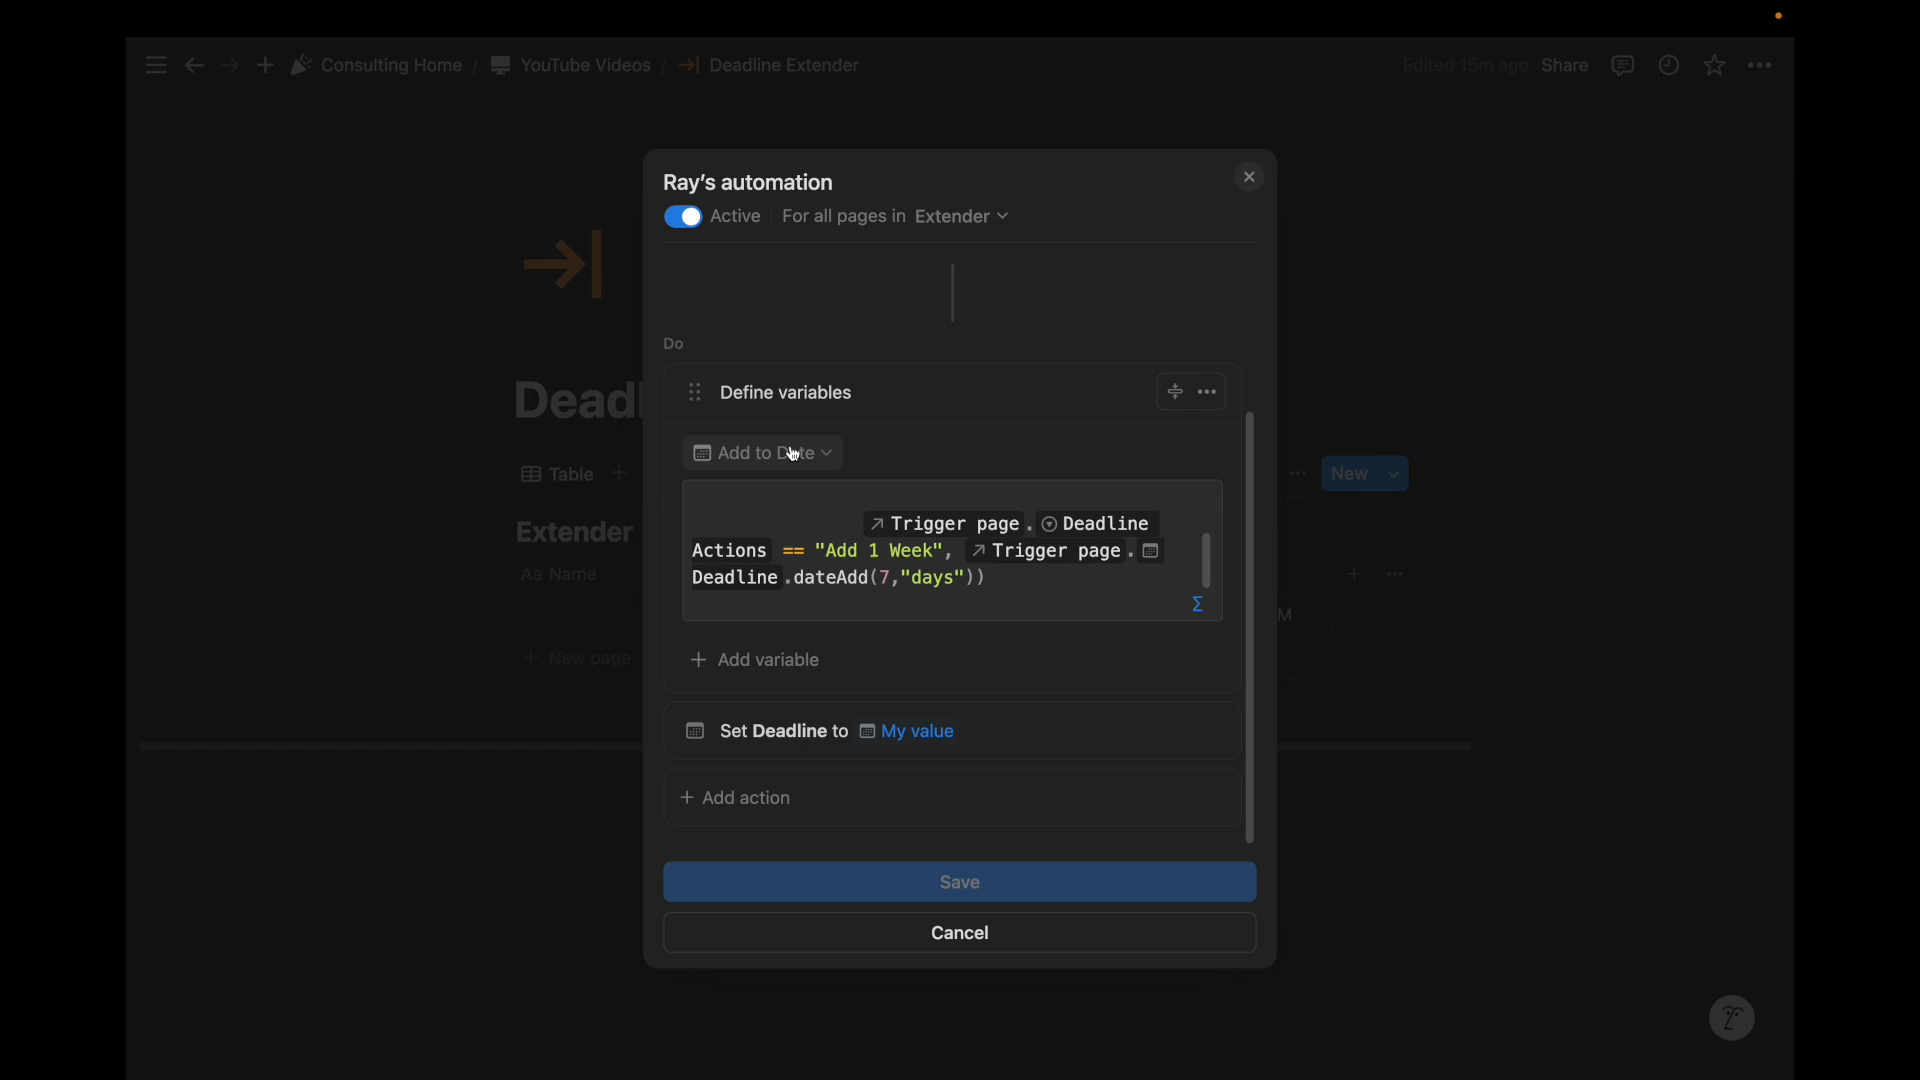 Consulting Home / YouTube Videos / Deadline Extender
Edited 15m ago Share
Ray's automation
Active For all pages in Extender
Do
Deadl
Define variables
Table
Add to Date
New
Trigger page . Deadline
Actions == "Add 1 Week", Trigger page .
Deadline .dateAdd(7,"days"))
Σ
Extender
Aa Name
M
New page
Add variable
Set Deadline to My value
Add action
Save
Cancel